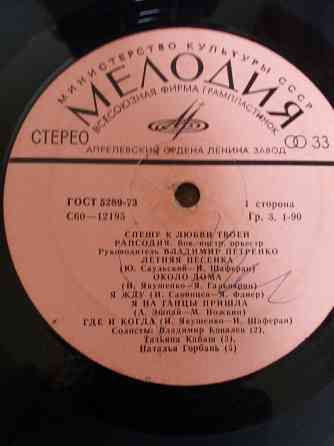 МИНИСТЕРСТВО КУЛЬТУРЫ СССР
МЕЛОДИЯ
ВСЕСОЮЗНАЯ ФИРМА ГРАМПЛАСТИНОК
СТЕРЕО
33
АПРЕЛЕВСКИЙ ОРДЕНА ЛЕНИНА ЗАВОД
ГОСТ 5289-73
1 сторона
С60—12195
Гр. 3, 1-90
СПЕШУ К ЛЮБВИ ТВОЕЙ
РАПСОДИЯ. Вок.-инстр. оркестр
Руководитель ВЛАДИМИР ПЕТРЕНКО
ЛЕТНЯЯ ПЕСЕНКА
(Ю. Саульский—И. Шаферан)
ОКОЛО ДОМА
(И. Якушенко—Я. Гальперин)
Я ЖДУ (И. Саввинов—Я.
Я НА ТАНЦЫ ПРИШЛА
(А. Эшпай—М. Ножкин)
ГДЕ И КОГДА (И. Якушенко—И. Шаферан)
Солисты: Владимир Ковалев (2),
Татьяна (3)
Наталья Горбань (5)